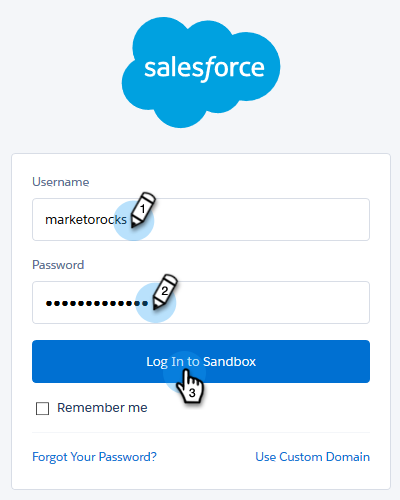 salesforce
Username
marketorocks
1
Password
•••••••••••••
2
Log In to Sandbox
3
Remember me
Forgot Your Password? Use Custom Domain